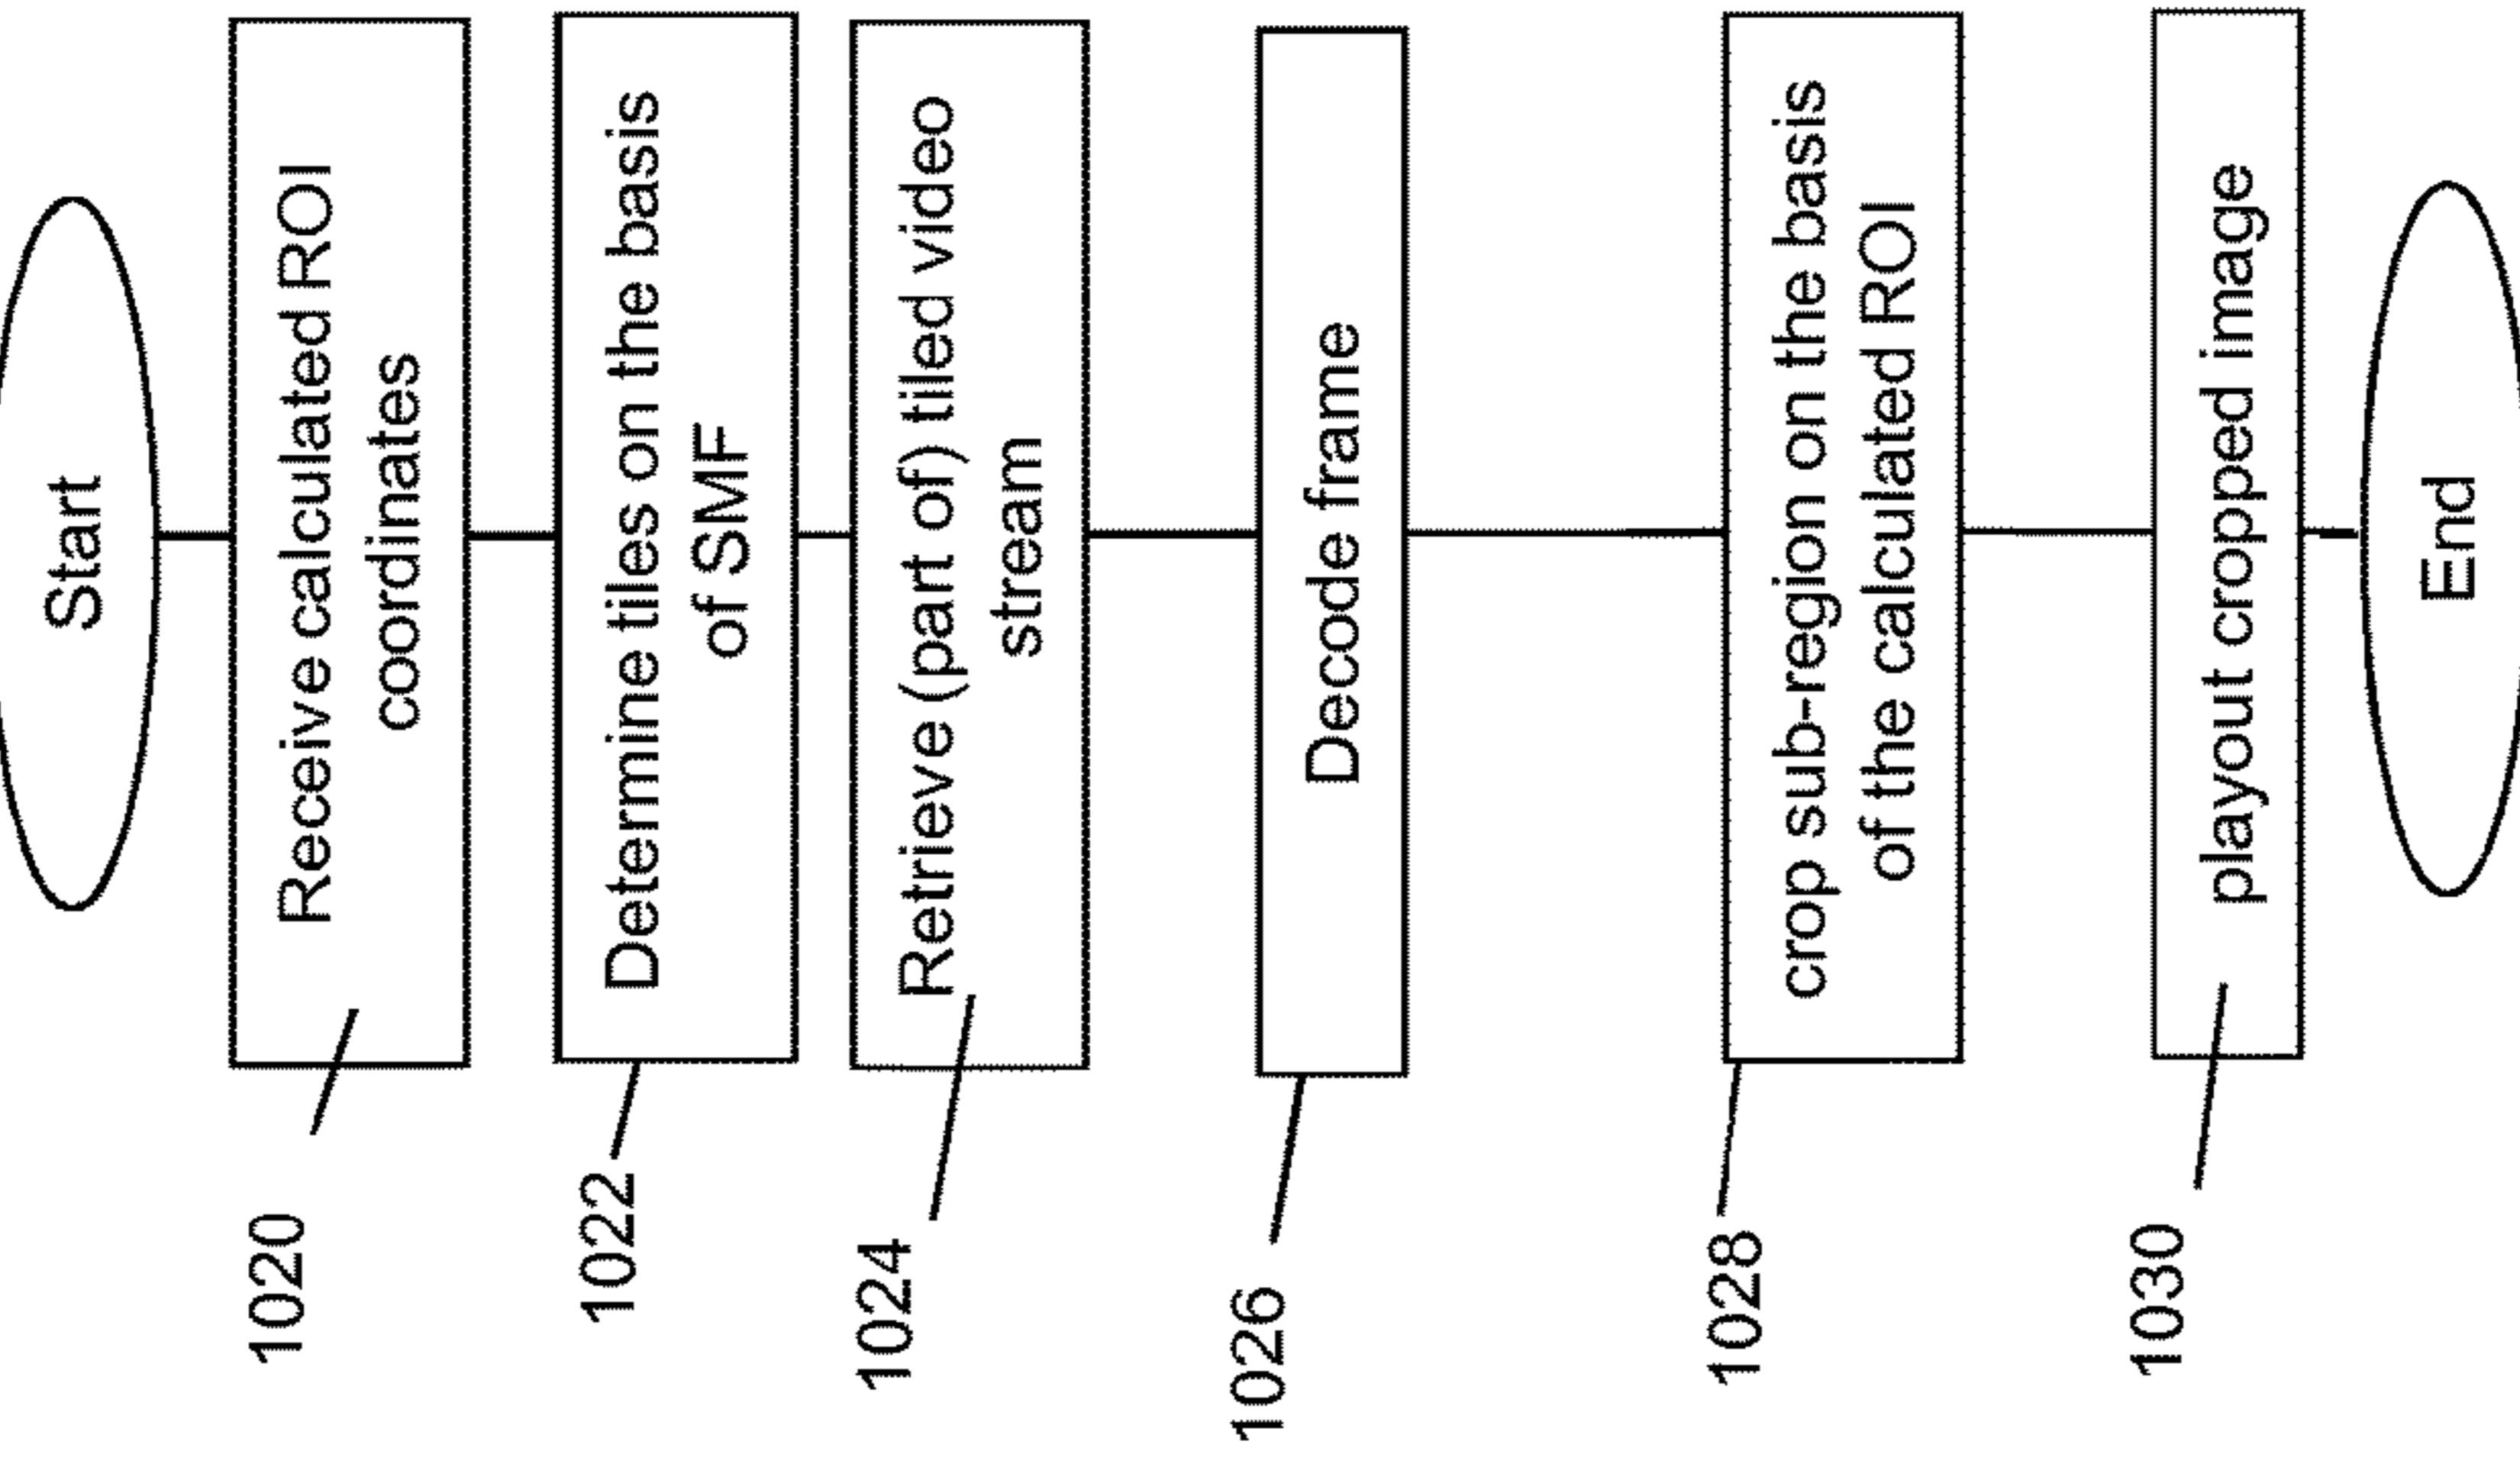 Start
1020
Receive calculated ROI
coordinates
1022
Determine tiles on the basis
of SMF
1024
Retrieve (part of) tiled video
stream
1026
Decode frame
1028
crop sub-region on the basis
of the calculated ROI
1030
playout cropped image
End